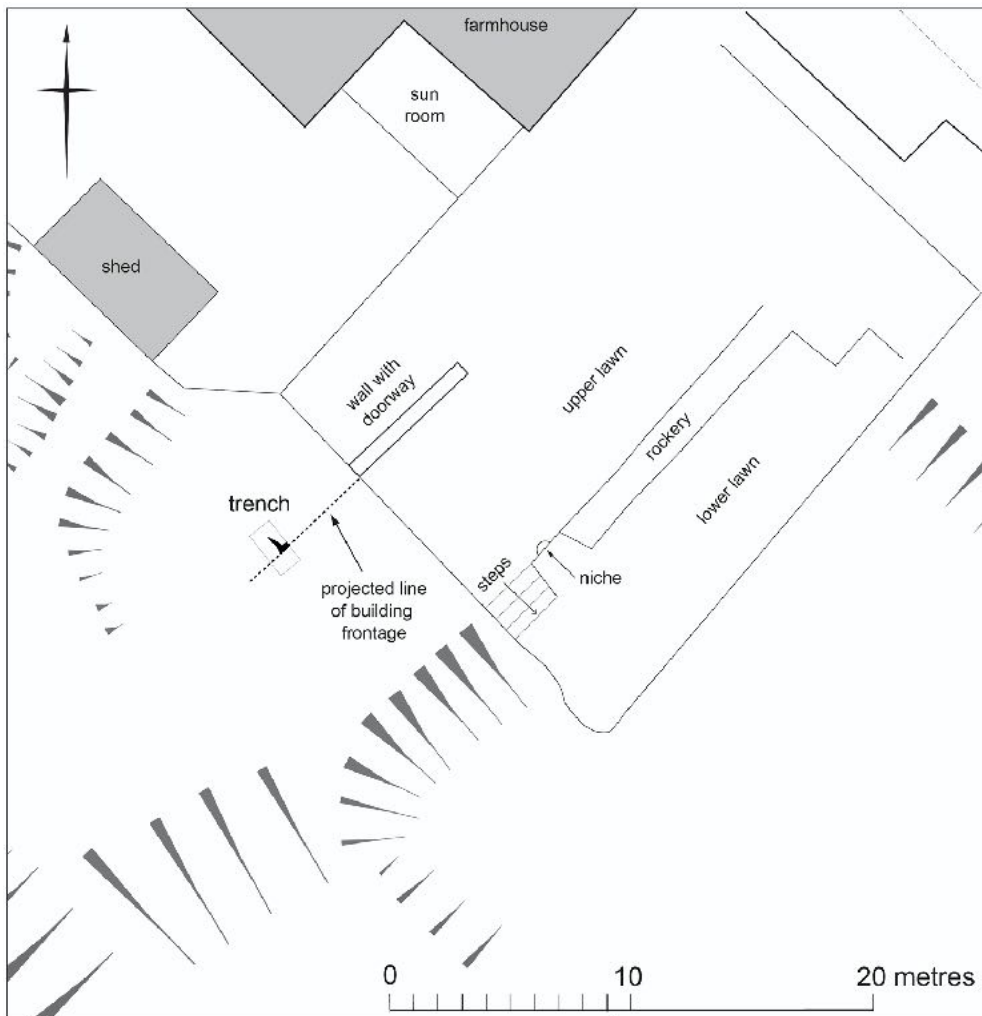 farmhouse
sun
room
shed
wall with
doorway
upper lawn
rockery
lower lawn
trench
steps
niche
projected line
of building
frontage
0 10 20 metres